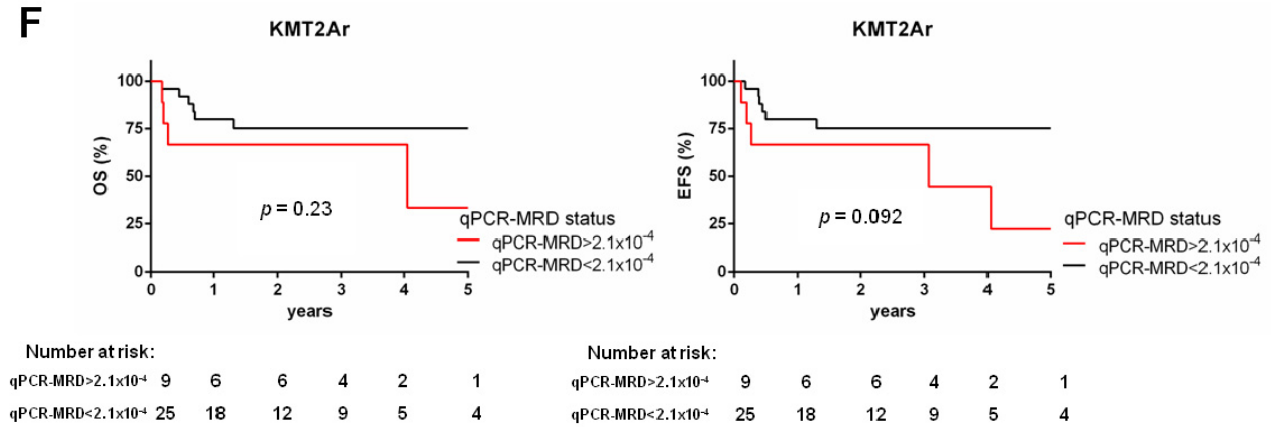 F
KMT2Ar
OS (%)
100
75
50
25
0
0 1 2 3 4 5
years
p = 0.23
qPCR-MRD status
qPCR-MRD>2.1x10⁻⁴
qPCR-MRD<2.1x10⁻⁴
Number at risk:
qPCR-MRD>2.1x10⁻⁴ 9 6 6 4 2 1
qPCR-MRD<2.1x10⁻⁴ 25 18 12 9 5 4
KMT2Ar
EFS (%)
100
75
50
25
0
0 1 2 3 4 5
years
p = 0.092
qPCR-MRD status
qPCR-MRD>2.1x10⁻⁴
qPCR-MRD<2.1x10⁻⁴
Number at risk:
qPCR-MRD>2.1x10⁻⁴ 9 6 6 4 2 1
qPCR-MRD<2.1x10⁻⁴ 25 18 12 9 5 4